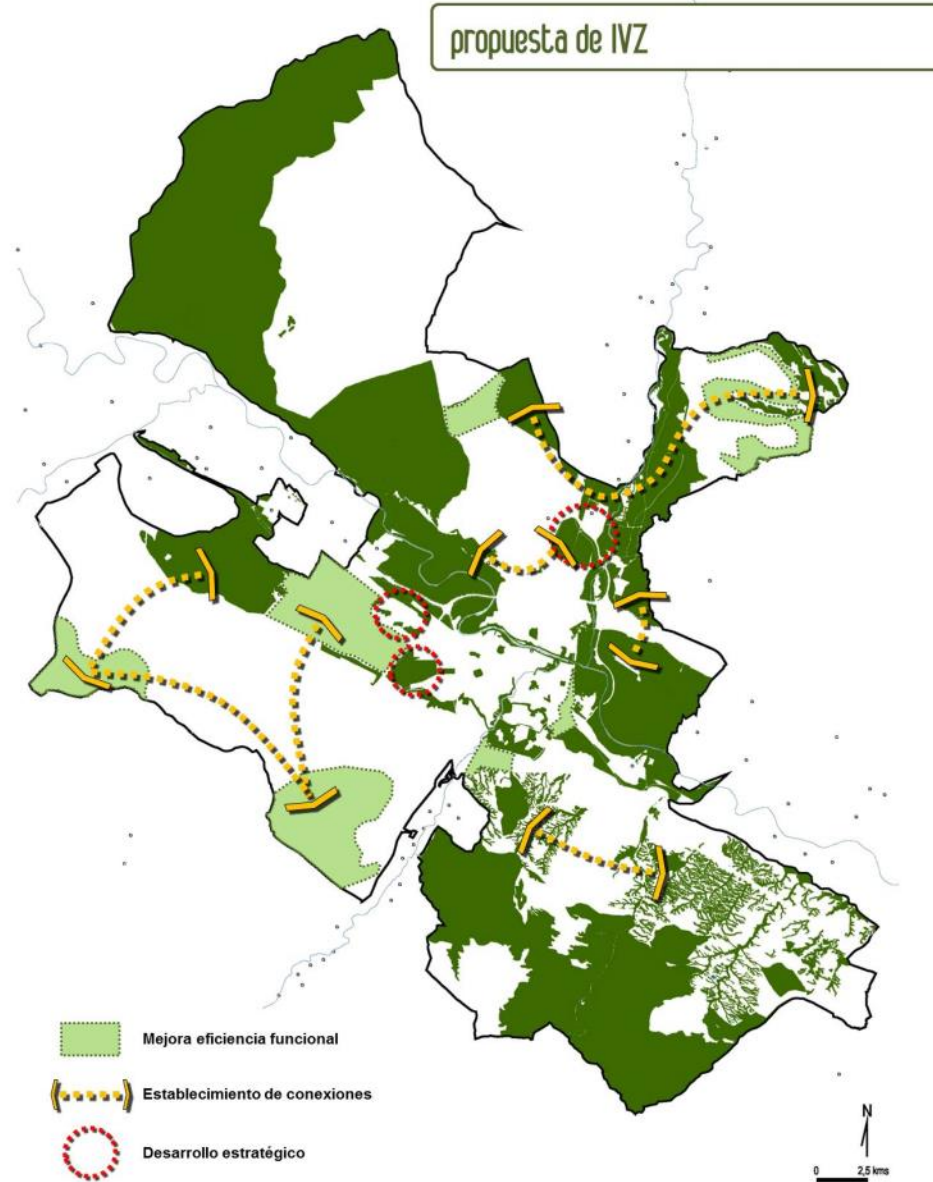 propuesta de IVZ
Mejora eficiencia funcional
Establecimiento de conexiones
Desarrollo estratégico
N
0 2,5 kms